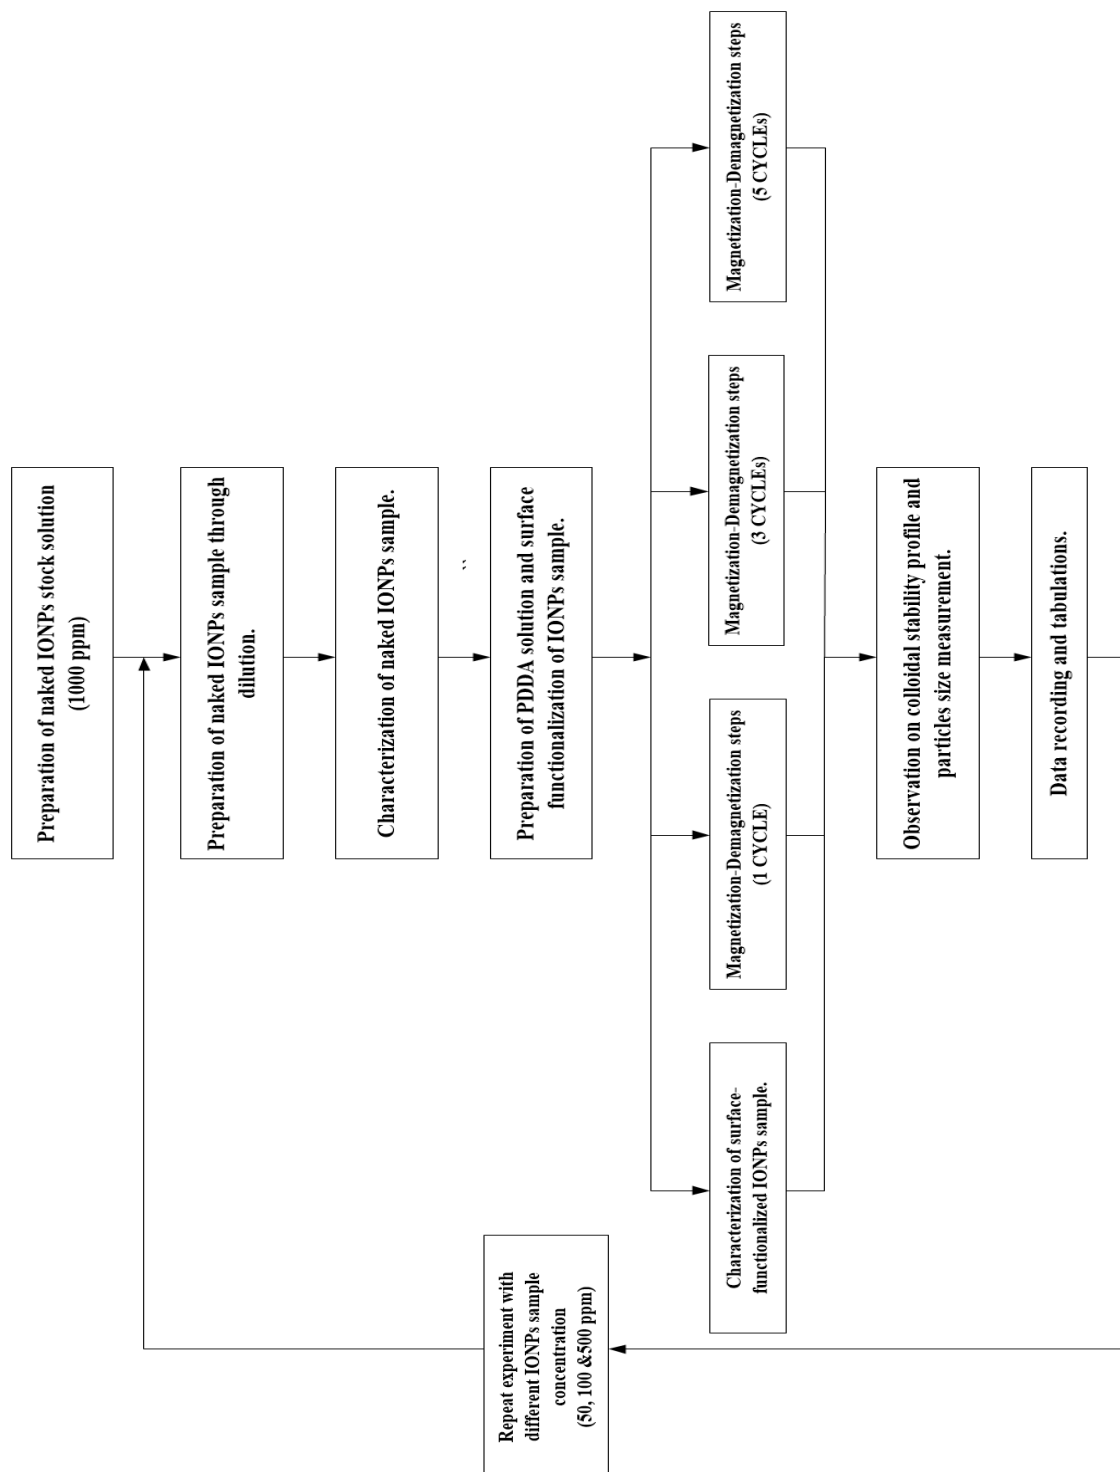 Preparation of naked IONPs stock solution
(1000 ppm)
Preparation of naked IONPs sample through
dilution.
Characterization of naked IONPs sample.
``
Preparation of PDDA solution and surface
functionalization of IONPs sample.
Characterization of surface-
functionalized IONPs sample.
Magnetization-Demagnetization steps
(1 CYCLE)
Magnetization-Demagnetization steps
(3 CYCLEs)
Magnetization-Demagnetization steps
(5 CYCLEs)
Observation on colloidal stability profile and
particles size measurement.
Data recording and tabulations.
Repeat experiment with
different IONPs sample
concentration
(50, 100 &500 ppm)